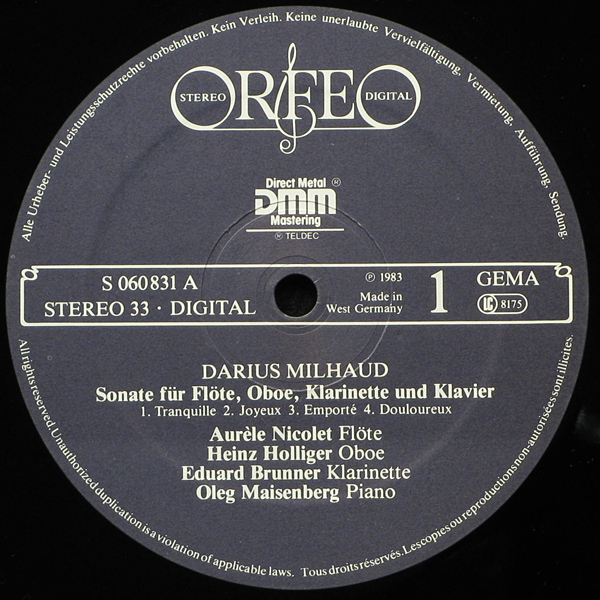 Alle Urheber- und Leistungsschutzrechte vorbehalten. Kein Verleih. Keine unerlaubte Vervielfältigung, Vermietung, Aufführung, Sendung.
ORFEO
STEREO DIGITAL
Direct Metal ®
DMM
Mastering
® TELDEC
S 060831 A
STEREO 33 · DIGITAL
℗ 1983
Made in
West Germany
1
GEMA
LC 8175
DARIUS MILHAUD
Sonate für Flöte, Oboe, Klarinette und Klavier
1. Tranquille 2. Joyeux 3. Emporté 4. Douloureux
Aurèle Nicolet Flöte
Heinz Holliger Oboe
Eduard Brunner Klarinette
Oleg Maisenberg Piano
All rights reserved. Unauthorized duplication is a violation of applicable laws. Tous droits réservés. Les copies ou reproductions non-autorisées sont illicites.